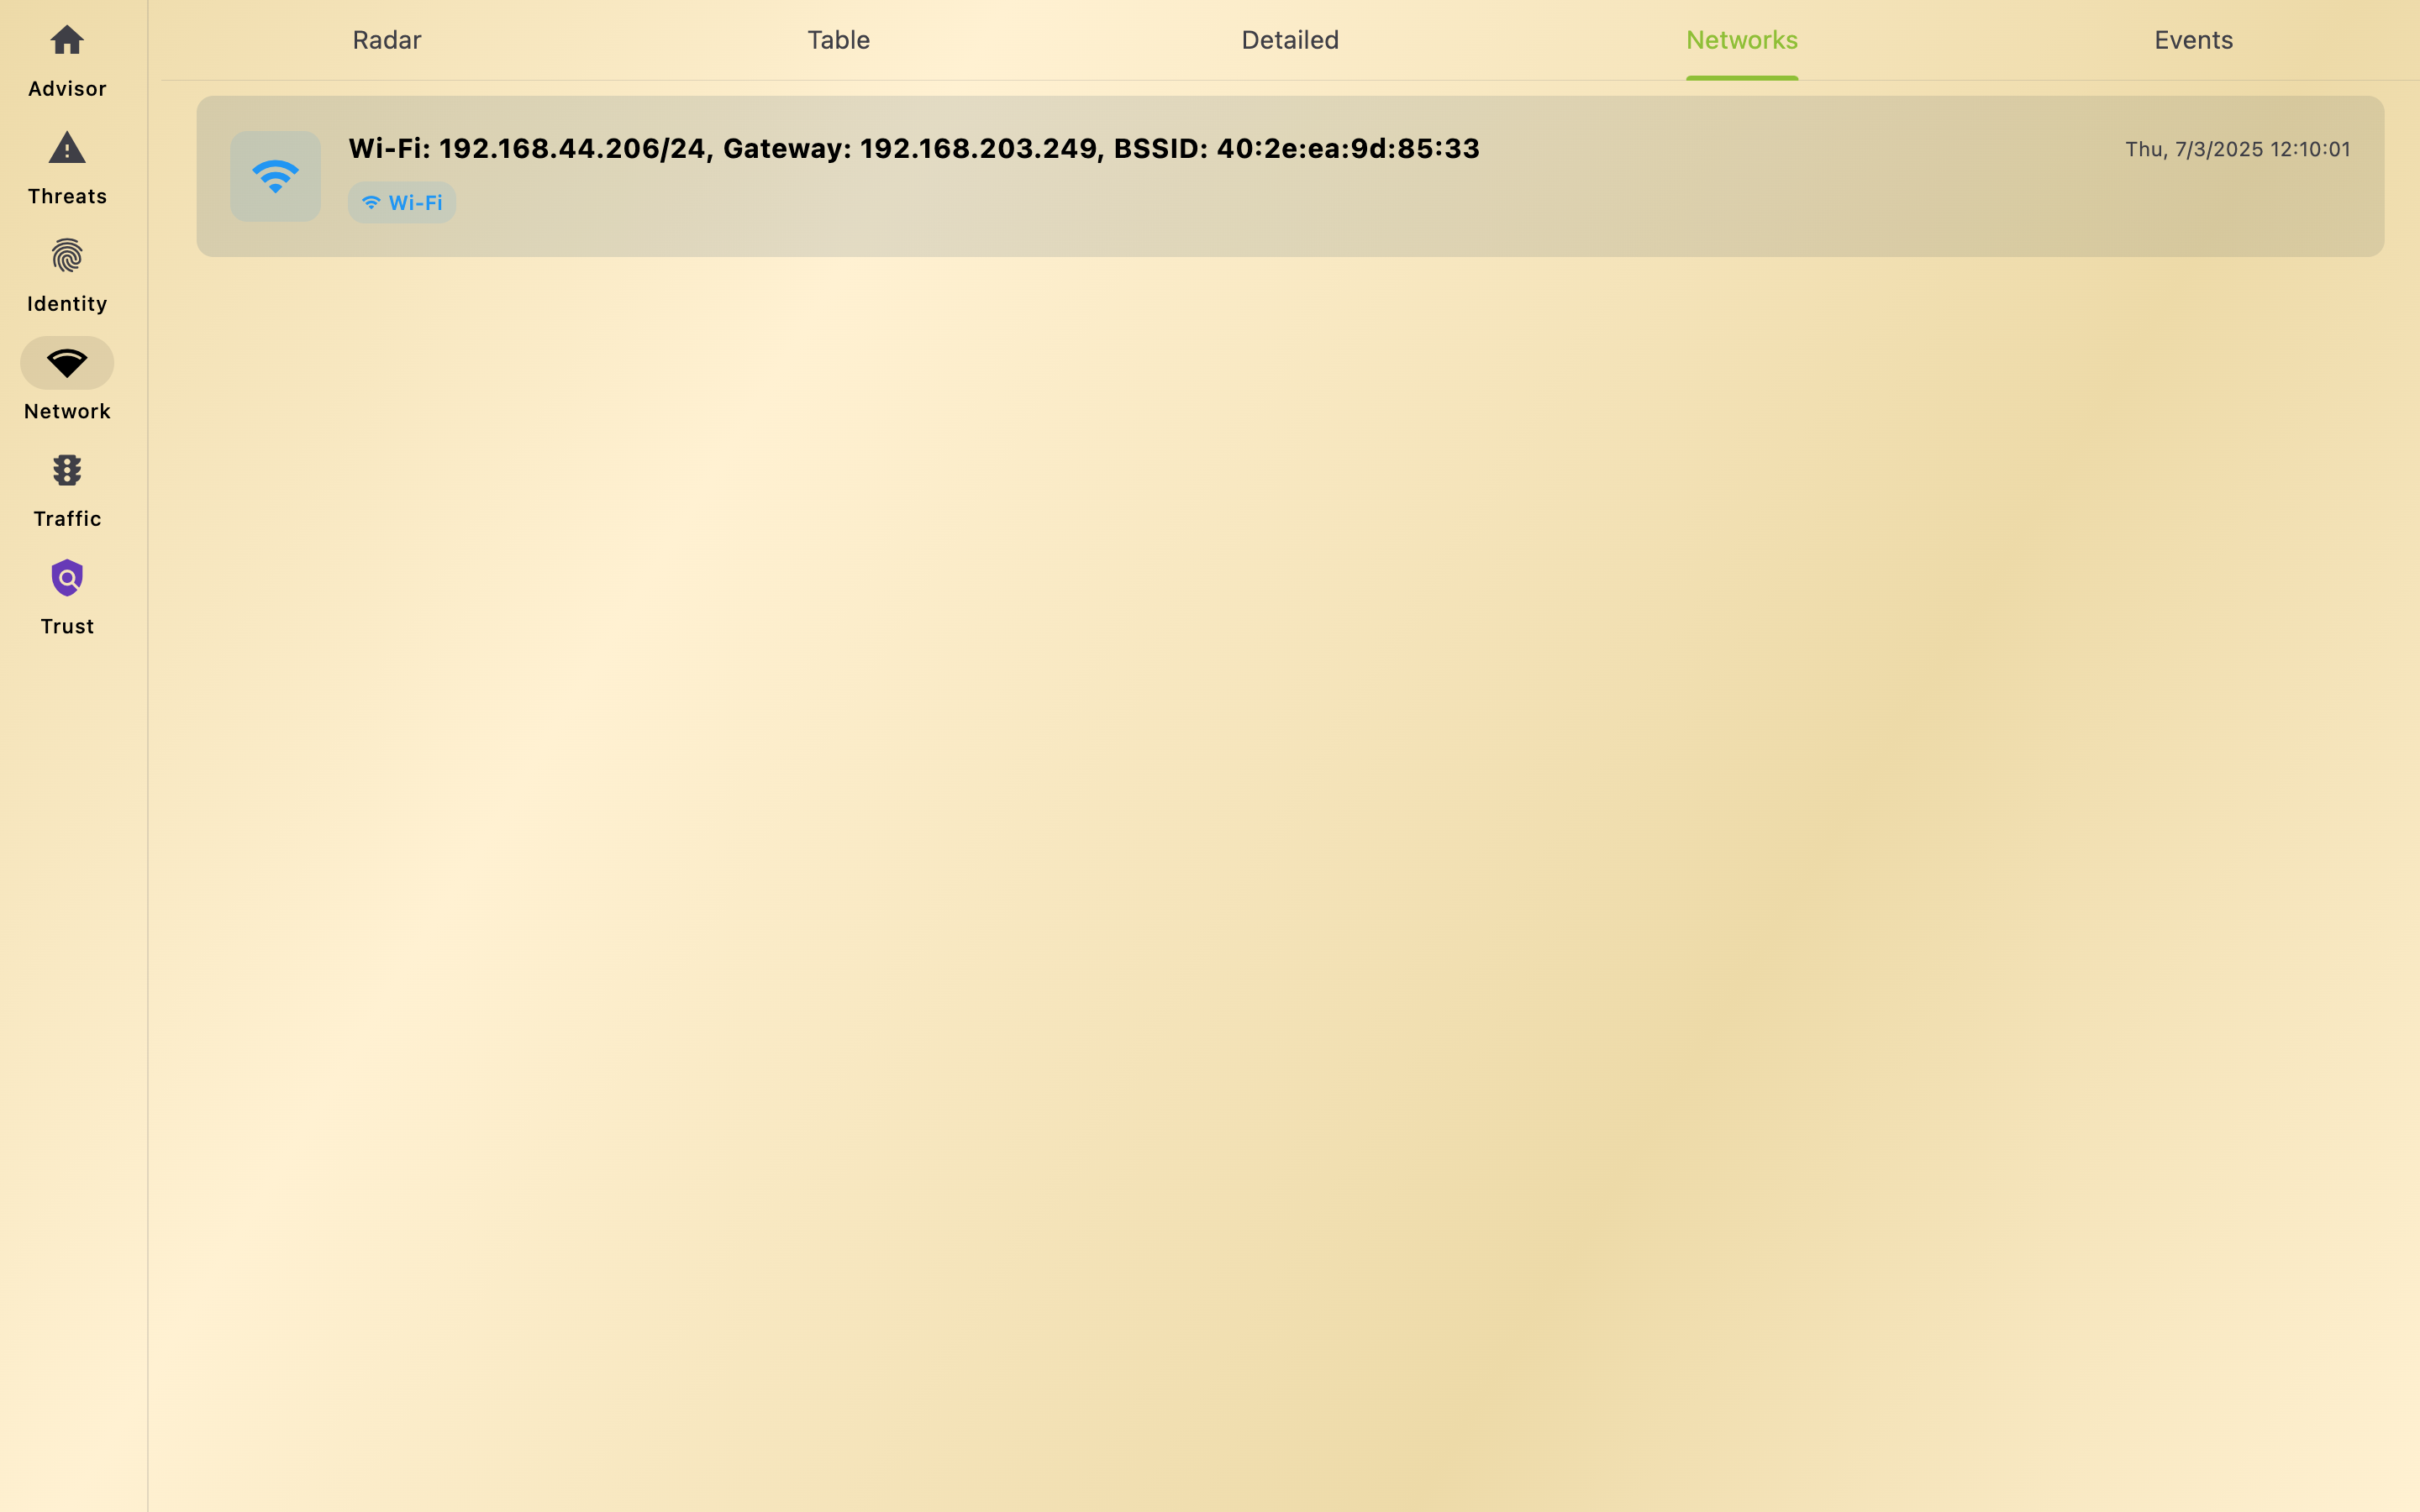 Advisor
Threats
Identity
Network
Traffic
Trust
Radar
Table
Detailed
Networks
Events
Wi-Fi: 192.168.44.206/24, Gateway: 192.168.203.249, BSSID: 40:2e:ea:9d:85:33
Thu, 7/3/2025 12:10:01
Wi-Fi